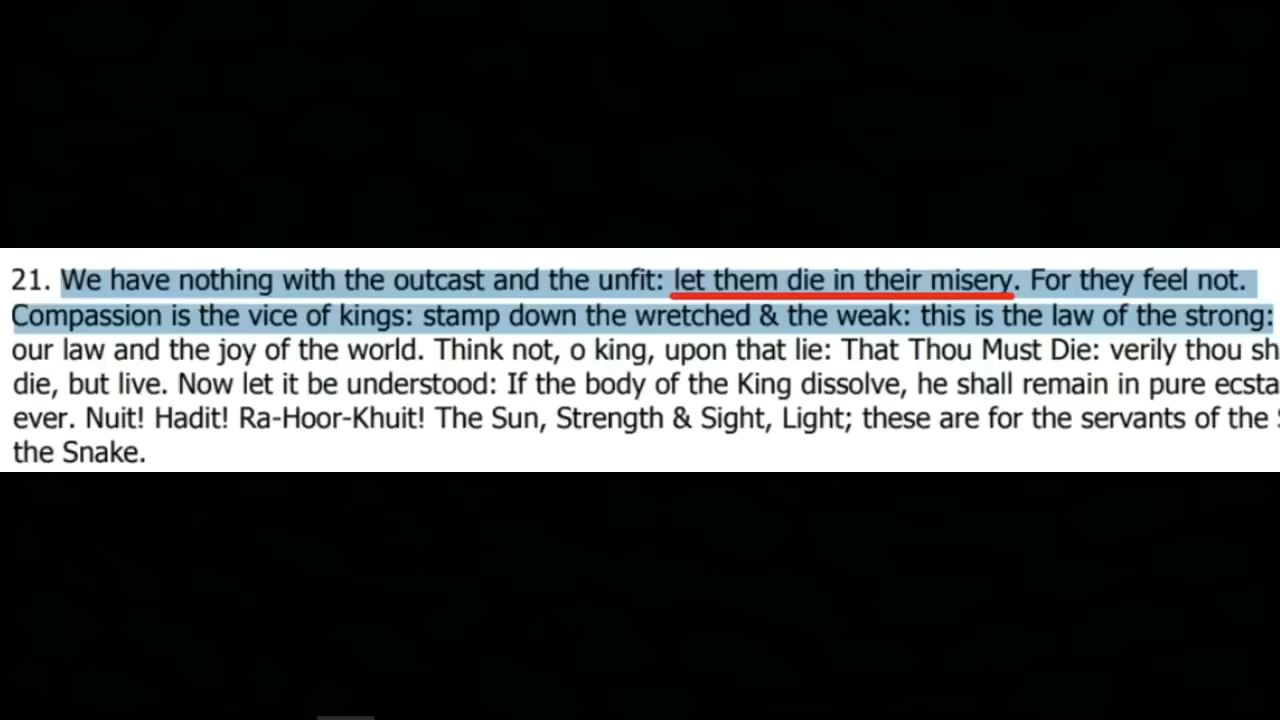 21. We have nothing with the outcast and the unfit: let them die in their misery. For they feel not.
Compassion is the vice of kings: stamp down the wretched & the weak: this is the law of the strong:
our law and the joy of the world. Think not, o king, upon that lie: That Thou Must Die: verily thou sh
die, but live. Now let it be understood: If the body of the King dissolve, he shall remain in pure ecsta
ever. Nuit! Hadit! Ra-Hoor-Khuit! The Sun, Strength & Sight, Light; these are for the servants of the
the Snake.